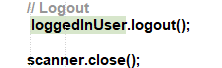 // Logout
loggedInUser.logout();
scanner.close();